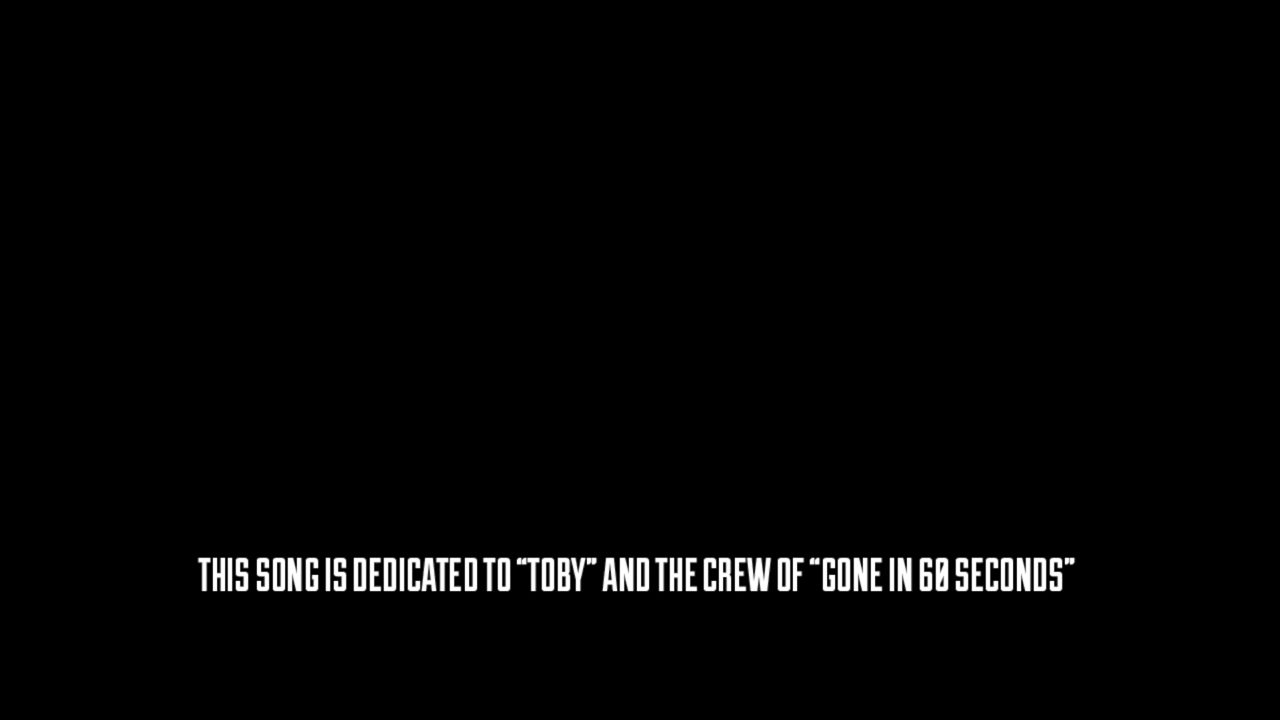 THIS SONG IS DEDICATED TO “TOBY” AND THE CREW OF “GONE IN 60 SECONDS”